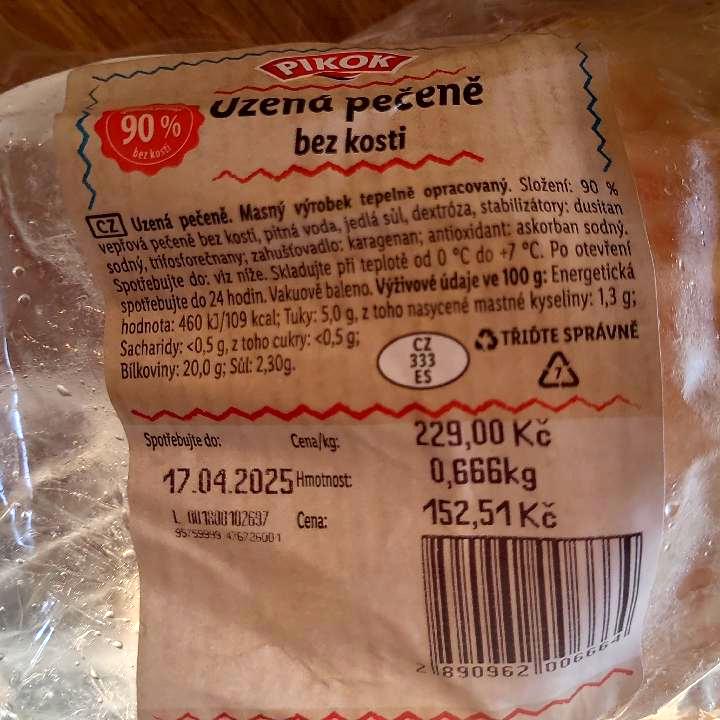 PIKOK
Uzená pečeně
90 %
bez kosti
bez kosti
CZ Uzená pečeně. Masný výrobek tepelně opracovaný. Složení: 90 %
vepřová pečeně bez kosti, pitná voda, jedlá sůl, dextróza, stabilizátory: dusitan
sodný, trifosforečnany; zahušťovadlo: karagenan; antioxidant: askorban sodný.
Spotřebujte do: viz níže. Skladujte při teplotě od 0 °C do +7 °C. Po otevření
spotřebujte do 24 hodin. Vakuově baleno. Výživové údaje ve 100 g: Energetická
hodnota: 460 kJ/109 kcal; Tuky: 5,0 g, z toho nasycené mastné kyseliny: 1,3 g;
Sacharidy: <0,5 g, z toho cukry: <0,5 g;
Bílkoviny: 20,0 g; Sůl: 2,30g.
CZ
333
ES
TŘIĎTE SPRÁVNĚ
7
Spotřebujte do: Cena/kg: 229,00 Kč
17.04.2025 Hmotnost: 0,666kg
Cena: 152,51 Kč
2 890962 006664